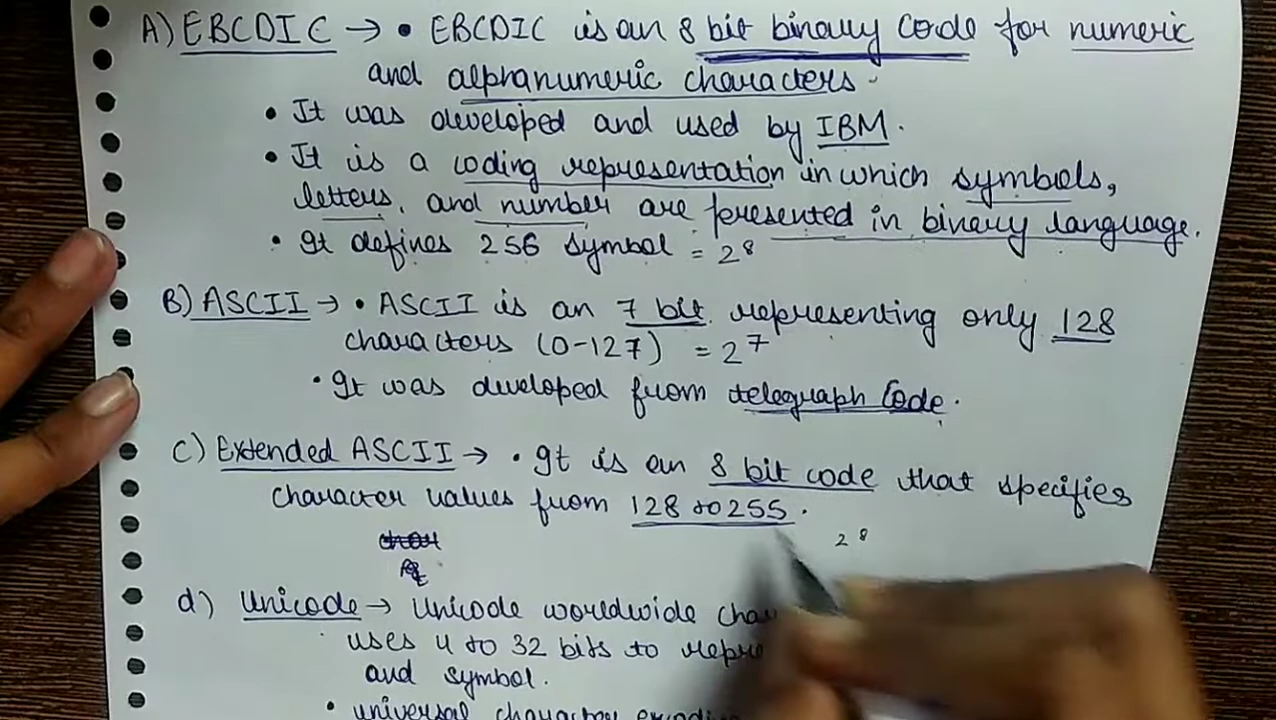 A) EBCDIC → • EBCDIC is an 8 bit binary code for numeric
and alphanumeric characters.
• It was developed and used by IBM.
• It is a coding representation in which symbols,
letters, and number are presented in binary language.
• It defines 256 symbol = 2⁸
B) ASCII → • ASCII is an 7 bit representing only 128
characters (0-127) = 2⁷
• It was developed from telegraph Code.
C) Extended ASCII → • It is an 8 bit code that specifies
character values from 128 to 255.
2⁸
d) Unicode → Unicode worldwide
uses 4 to 32 bits to
and symbol.
• universal character